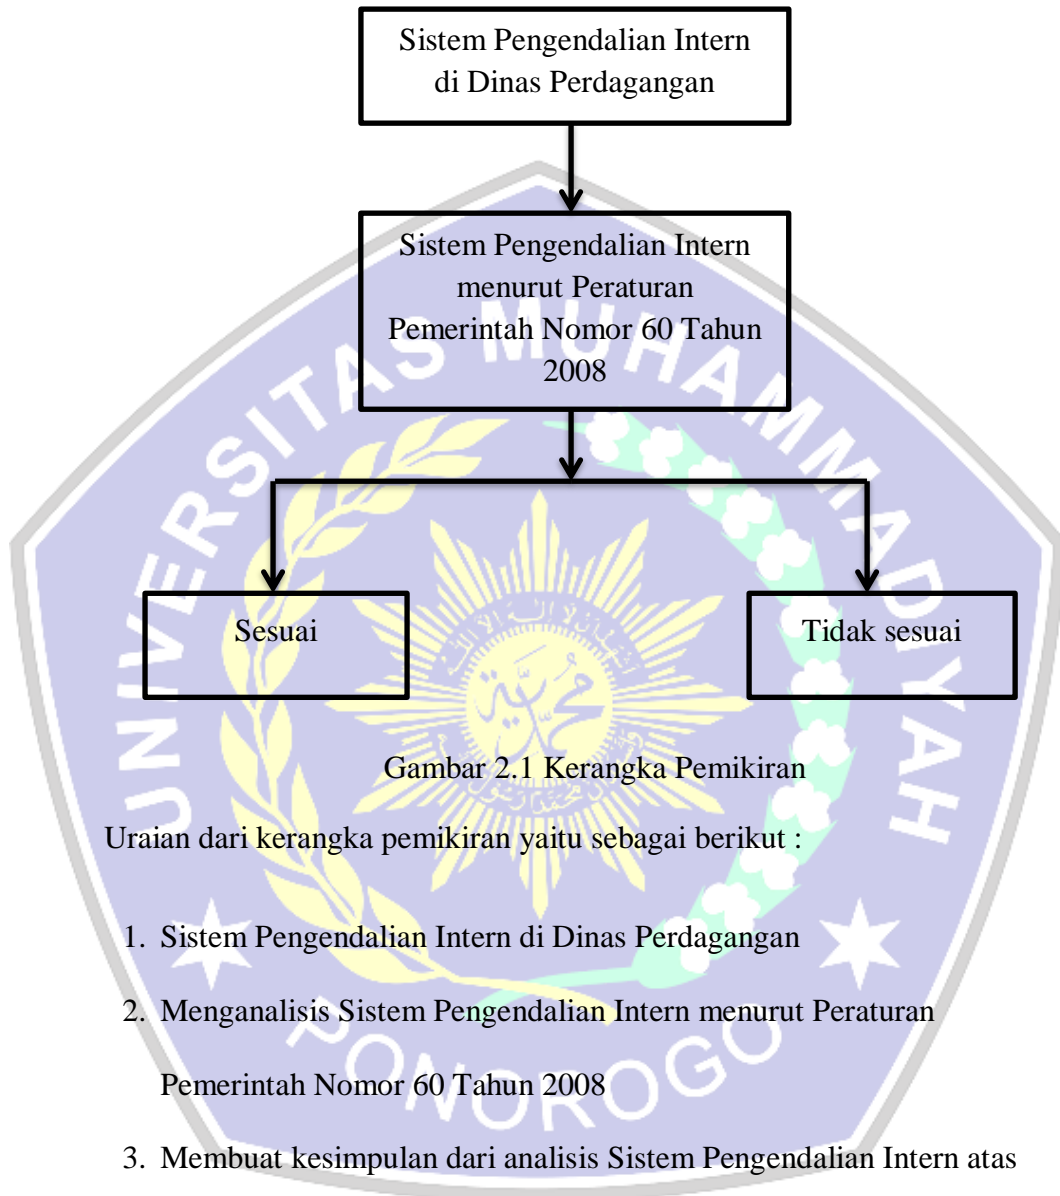 Sistem Pengendalian Intern
di Dinas Perdagangan
Sistem Pengendalian Intern
menurut Peraturan
Pemerintah Nomor 60 Tahun
2008
Sesuai
Tidak sesuai
Gambar 2.1 Kerangka Pemikiran
Uraian dari kerangka pemikiran yaitu sebagai berikut :
1. Sistem Pengendalian Intern di Dinas Perdagangan
2. Menganalisis Sistem Pengendalian Intern menurut Peraturan
Pemerintah Nomor 60 Tahun 2008
3. Membuat kesimpulan dari analisis Sistem Pengendalian Intern atas
UNIVERSITAS MUHAMMADIYAH
PONOROGO